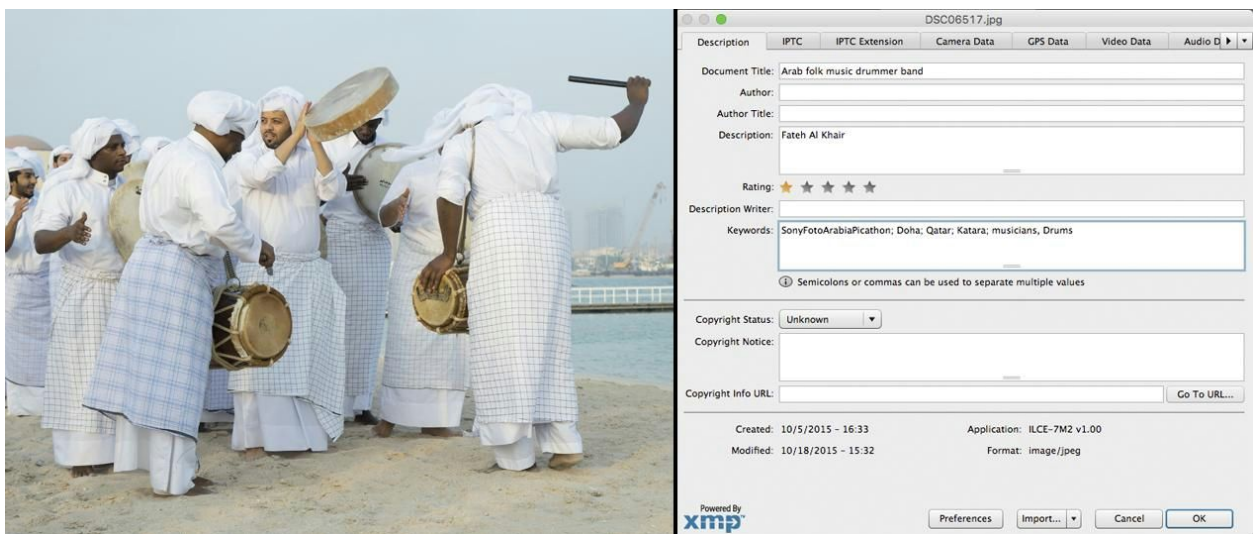 DSC06517.jpg
Description IPTC IPTC Extension Camera Data GPS Data Video Data Audio D
Document Title: Arab folk music drummer band
Author:
Author Title:
Description: Fateh Al Khair
Rating:
Description Writer:
Keywords: SonyFotoArabiaPicathon; Doha; Qatar; Katara; musicians, Drums
Semicolons or commas can be used to separate multiple values
Copyright Status: Unknown
Copyright Notice:
Copyright Info URL: Go To URL...
Created: 10/5/2015 - 16:33 Application: ILCE-7M2 v1.00
Modified: 10/18/2015 - 15:32 Format: image/jpeg
Powered By
xmp™ Preferences Import... Cancel OK